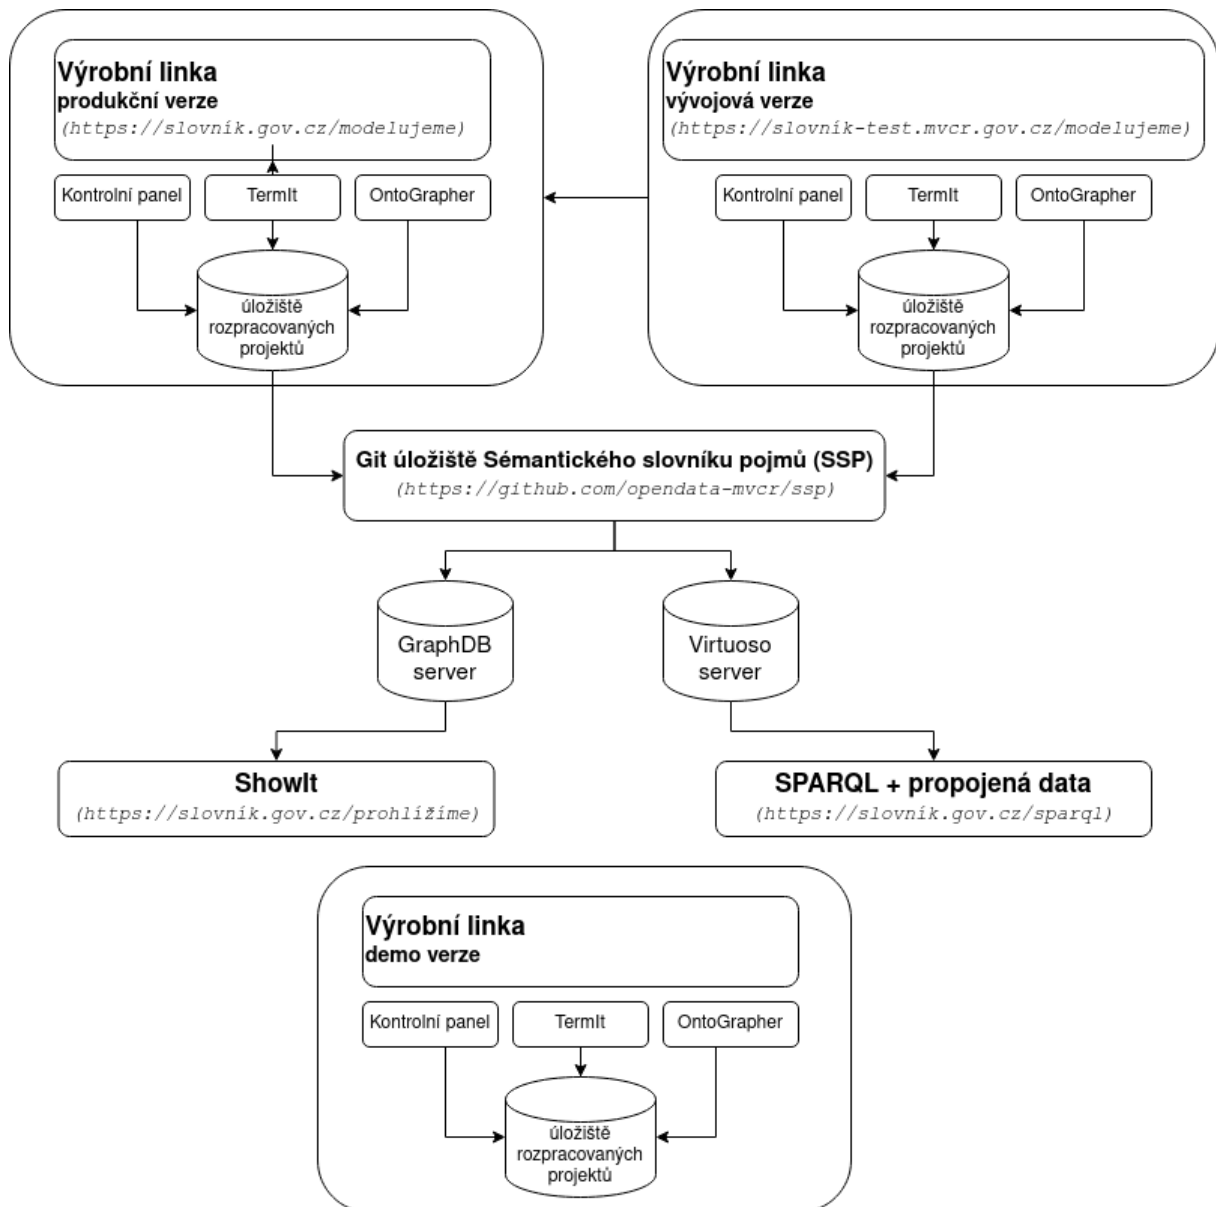 Výrobní linka
produkční verze
(https://slovník.gov.cz/modelujeme)
Kontrolní panel
TermIt
OntoGrapher
úložiště
rozpracovaných
projektů
Výrobní linka
vývojová verze
(https://slovník-test.mvcr.gov.cz/modelujeme)
Kontrolní panel
TermIt
OntoGrapher
úložiště
rozpracovaných
projektů
Git úložiště Sémantického slovníku pojmů (SSP)
(https://github.com/opendata-mvcr/ssp)
GraphDB
server
Virtuoso
server
ShowIt
(https://slovník.gov.cz/prohlížíme)
SPARQL + propojená data
(https://slovník.gov.cz/sparql)
Výrobní linka
demo verze
Kontrolní panel
TermIt
OntoGrapher
úložiště
rozpracovaných
projektů